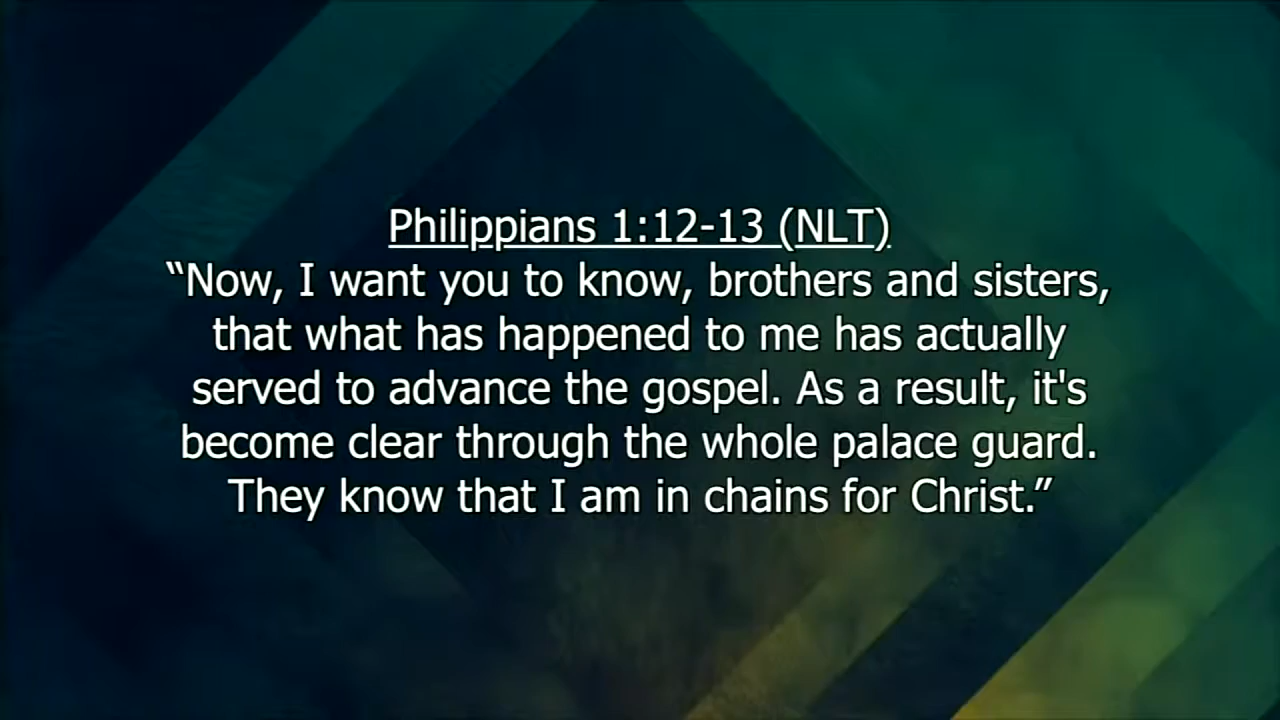 Philippians 1:12-13 (NLT)
“Now, I want you to know, brothers and sisters,
that what has happened to me has actually
served to advance the gospel. As a result, it's
become clear through the whole palace guard.
They know that I am in chains for Christ.”